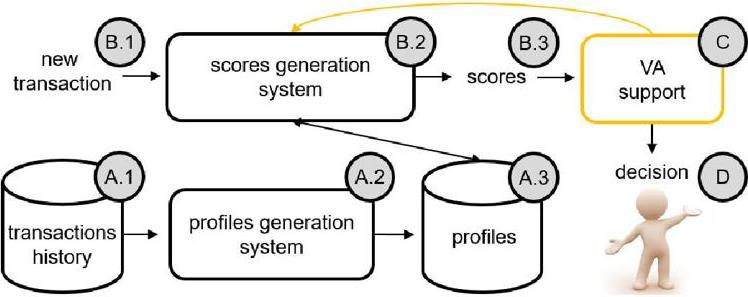 B.1
new
transaction
B.2
scores generation
system
B.3
scores
C
VA
support
A.1
transactions
history
A.2
profiles generation
system
A.3
profiles
decision
D